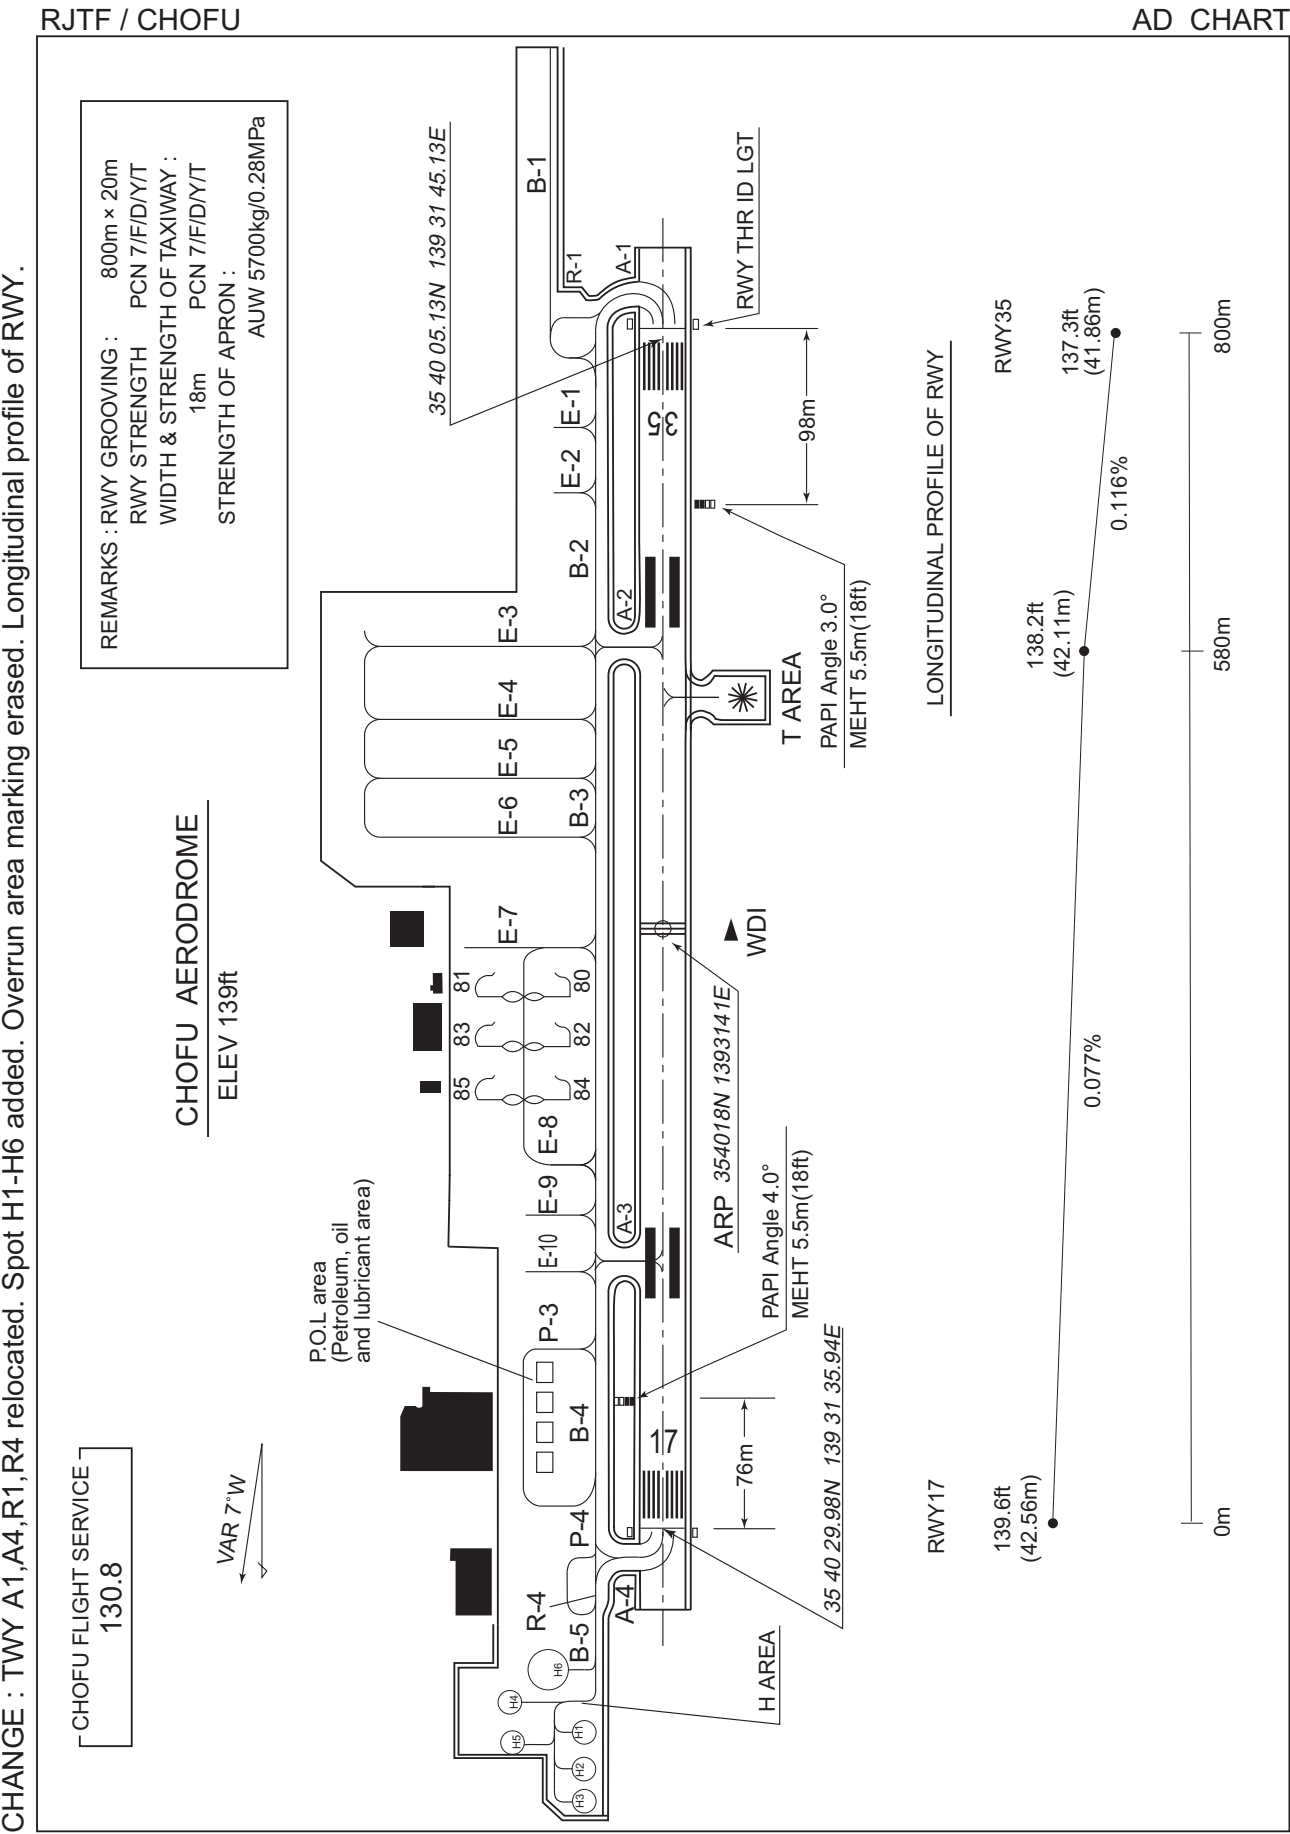 RJTF / CHOFU
AD CHART
CHANGE : TWY A1,A4,R1,R4 relocated. Spot H1-H6 added. Overrun area marking erased. Longitudinal profile of RWY.
CHOFU FLIGHT SERVICE
130.8
VAR 7°W
CHOFU AERODROME
ELEV 139ft
REMARKS : RWY GROOVING : 800m × 20m
RWY STRENGTH PCN 7/F/D/Y/T
WIDTH & STRENGTH OF TAXIWAY :
18m PCN 7/F/D/Y/T
STRENGTH OF APRON :
AUW 5700kg/0.28MPa
P.O.L area
(Petroleum, oil
and lubricant area)
35 40 05.13N 139 31 45.13E
B-1
R-1
A-1
E-1
E-2
B-2
A-2
E-3
E-4
E-5
E-6
B-3
E-7
81
80
83
82
85
84
E-8
E-9
E-10
A-3
P-3
B-4
P-4
R-4
B-5
A-4
H6
H4
H5
H1
H2
H3
H AREA
17
35
RWY THR ID LGT
98m
PAPI Angle 3.0°
MEHT 5.5m(18ft)
T AREA
WDI
ARP 354018N 1393141E
PAPI Angle 4.0°
MEHT 5.5m(18ft)
76m
35 40 29.98N 139 31 35.94E
LONGITUDINAL PROFILE OF RWY
RWY17
139.6ft
(42.56m)
0.077%
138.2ft
(42.11m)
0.116%
RWY35
137.3ft
(41.86m)
0m
580m
800m